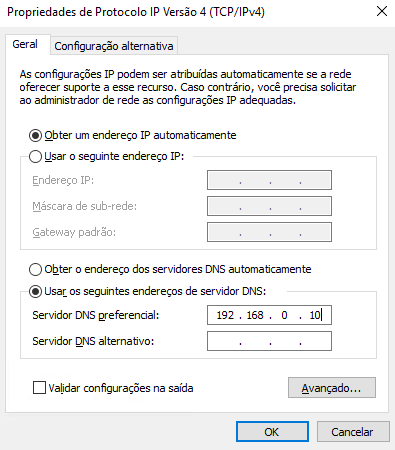 Propriedades de Protocolo IP Versão 4 (TCP/IPv4)
Geral
Configuração alternativa
As configurações IP podem ser atribuídas automaticamente se a rede
oferecer suporte a esse recurso. Caso contrário, você precisa solicitar
ao administrador de rede as configurações IP adequadas.
Obter um endereço IP automaticamente
Usar o seguinte endereço IP:
Endereço IP:
Máscara de sub-rede:
Gateway padrão:
Obter o endereço dos servidores DNS automaticamente
Usar os seguintes endereços de servidor DNS:
Servidor DNS preferencial: 192 . 168 . 0 . 10
Servidor DNS alternativo:
Validar configurações na saída
Avançado...
OK
Cancelar